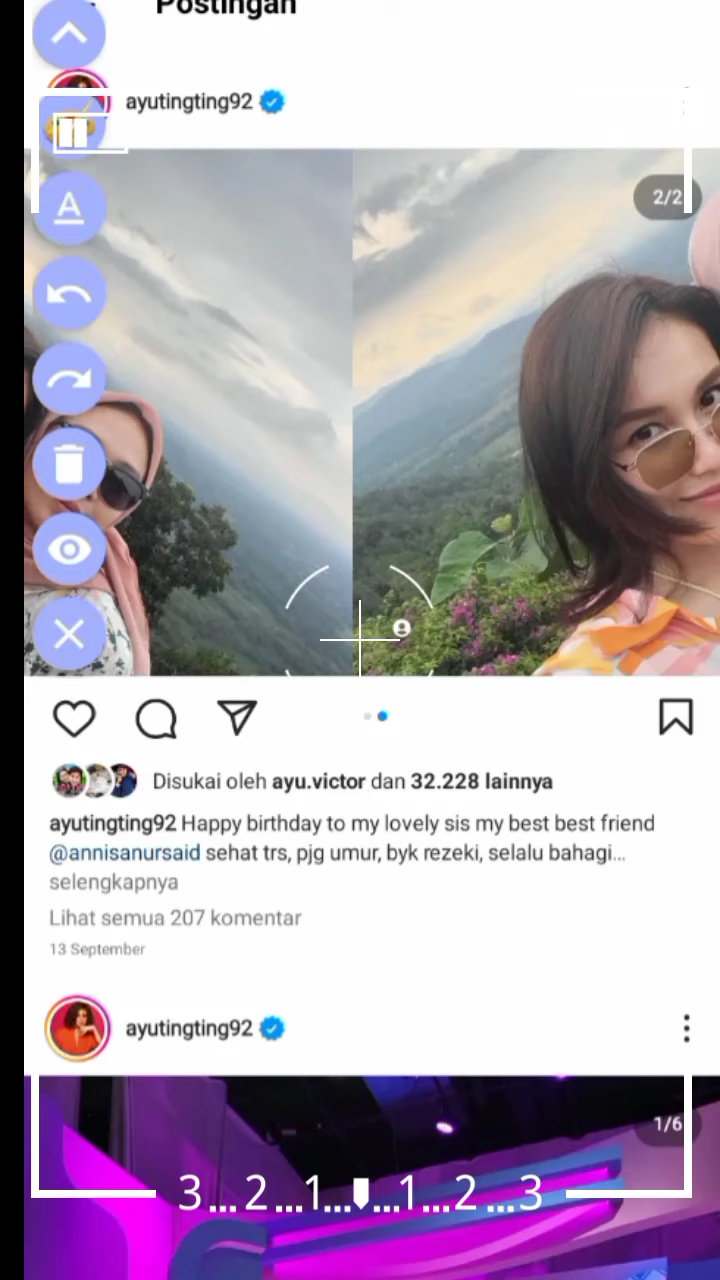 Postingan
ayutingting92
A
2/2
Disukai oleh ayu.victor dan 32.228 lainnya
ayutingting92 Happy birthday to my lovely sis my best best friend
@annisanursaid sehat trs, pjg umur, byk rezeki, selalu bahagi...
selengkapnya
Lihat semua 207 komentar
13 September
ayutingting92
1/6
3...2...1...1...2...3